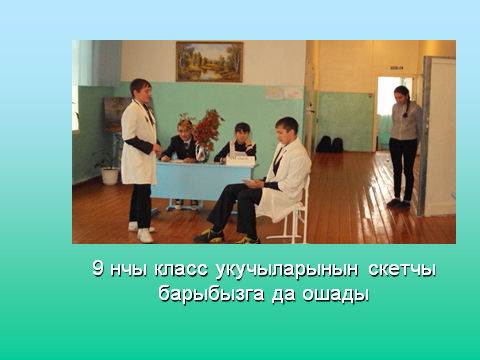 9 нчы класс укучыларынын скетчы
барыбызга да ошады